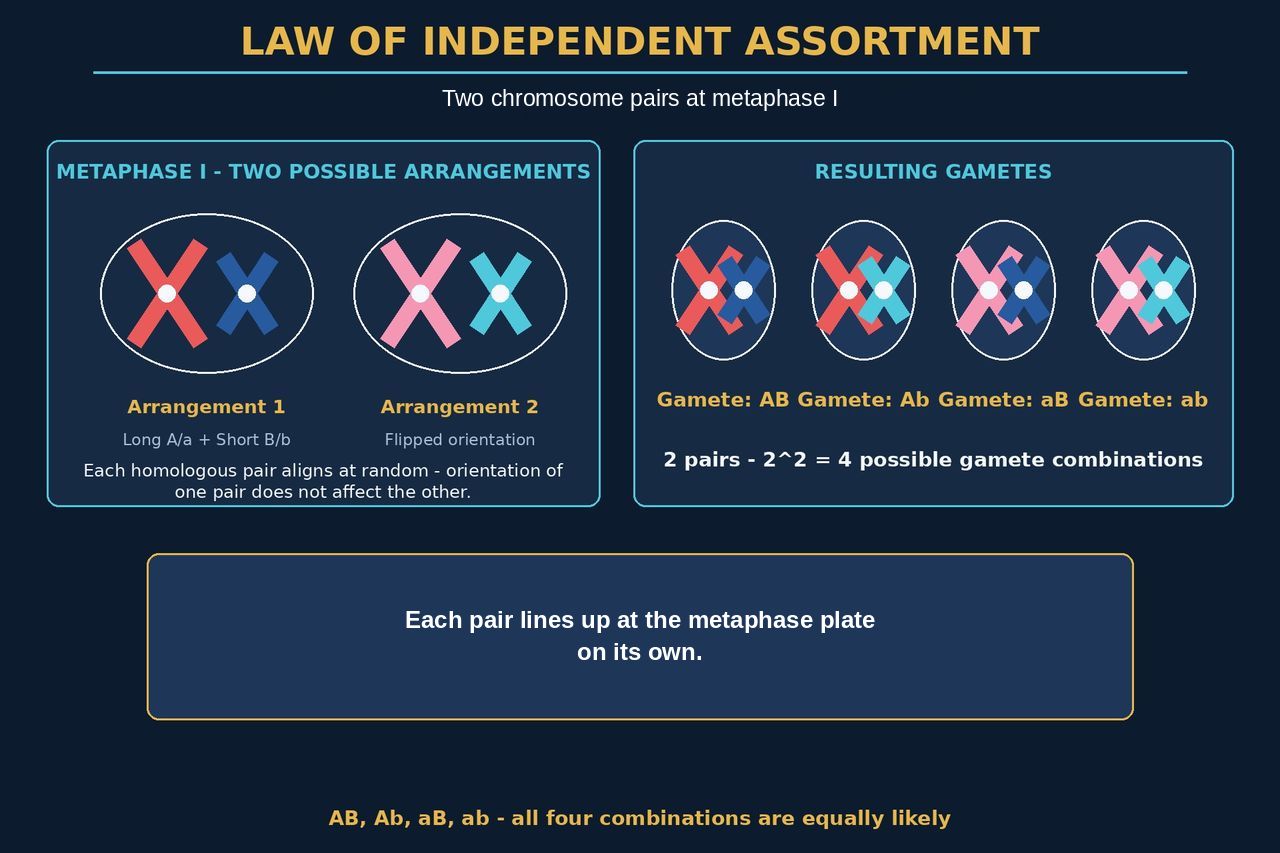 LAW OF INDEPENDENT ASSORTMENT
Two chromosome pairs at metaphase I
METAPHASE I - TWO POSSIBLE ARRANGEMENTS
Arrangement 1
Arrangement 2
Long A/a + Short B/b
Flipped orientation
Each homologous pair aligns at random - orientation of
one pair does not affect the other.
RESULTING GAMETES
Gamete: AB
Gamete: Ab
Gamete: aB
Gamete: ab
2 pairs - 2^2 = 4 possible gamete combinations
Each pair lines up at the metaphase plate
on its own.
AB, Ab, aB, ab - all four combinations are equally likely